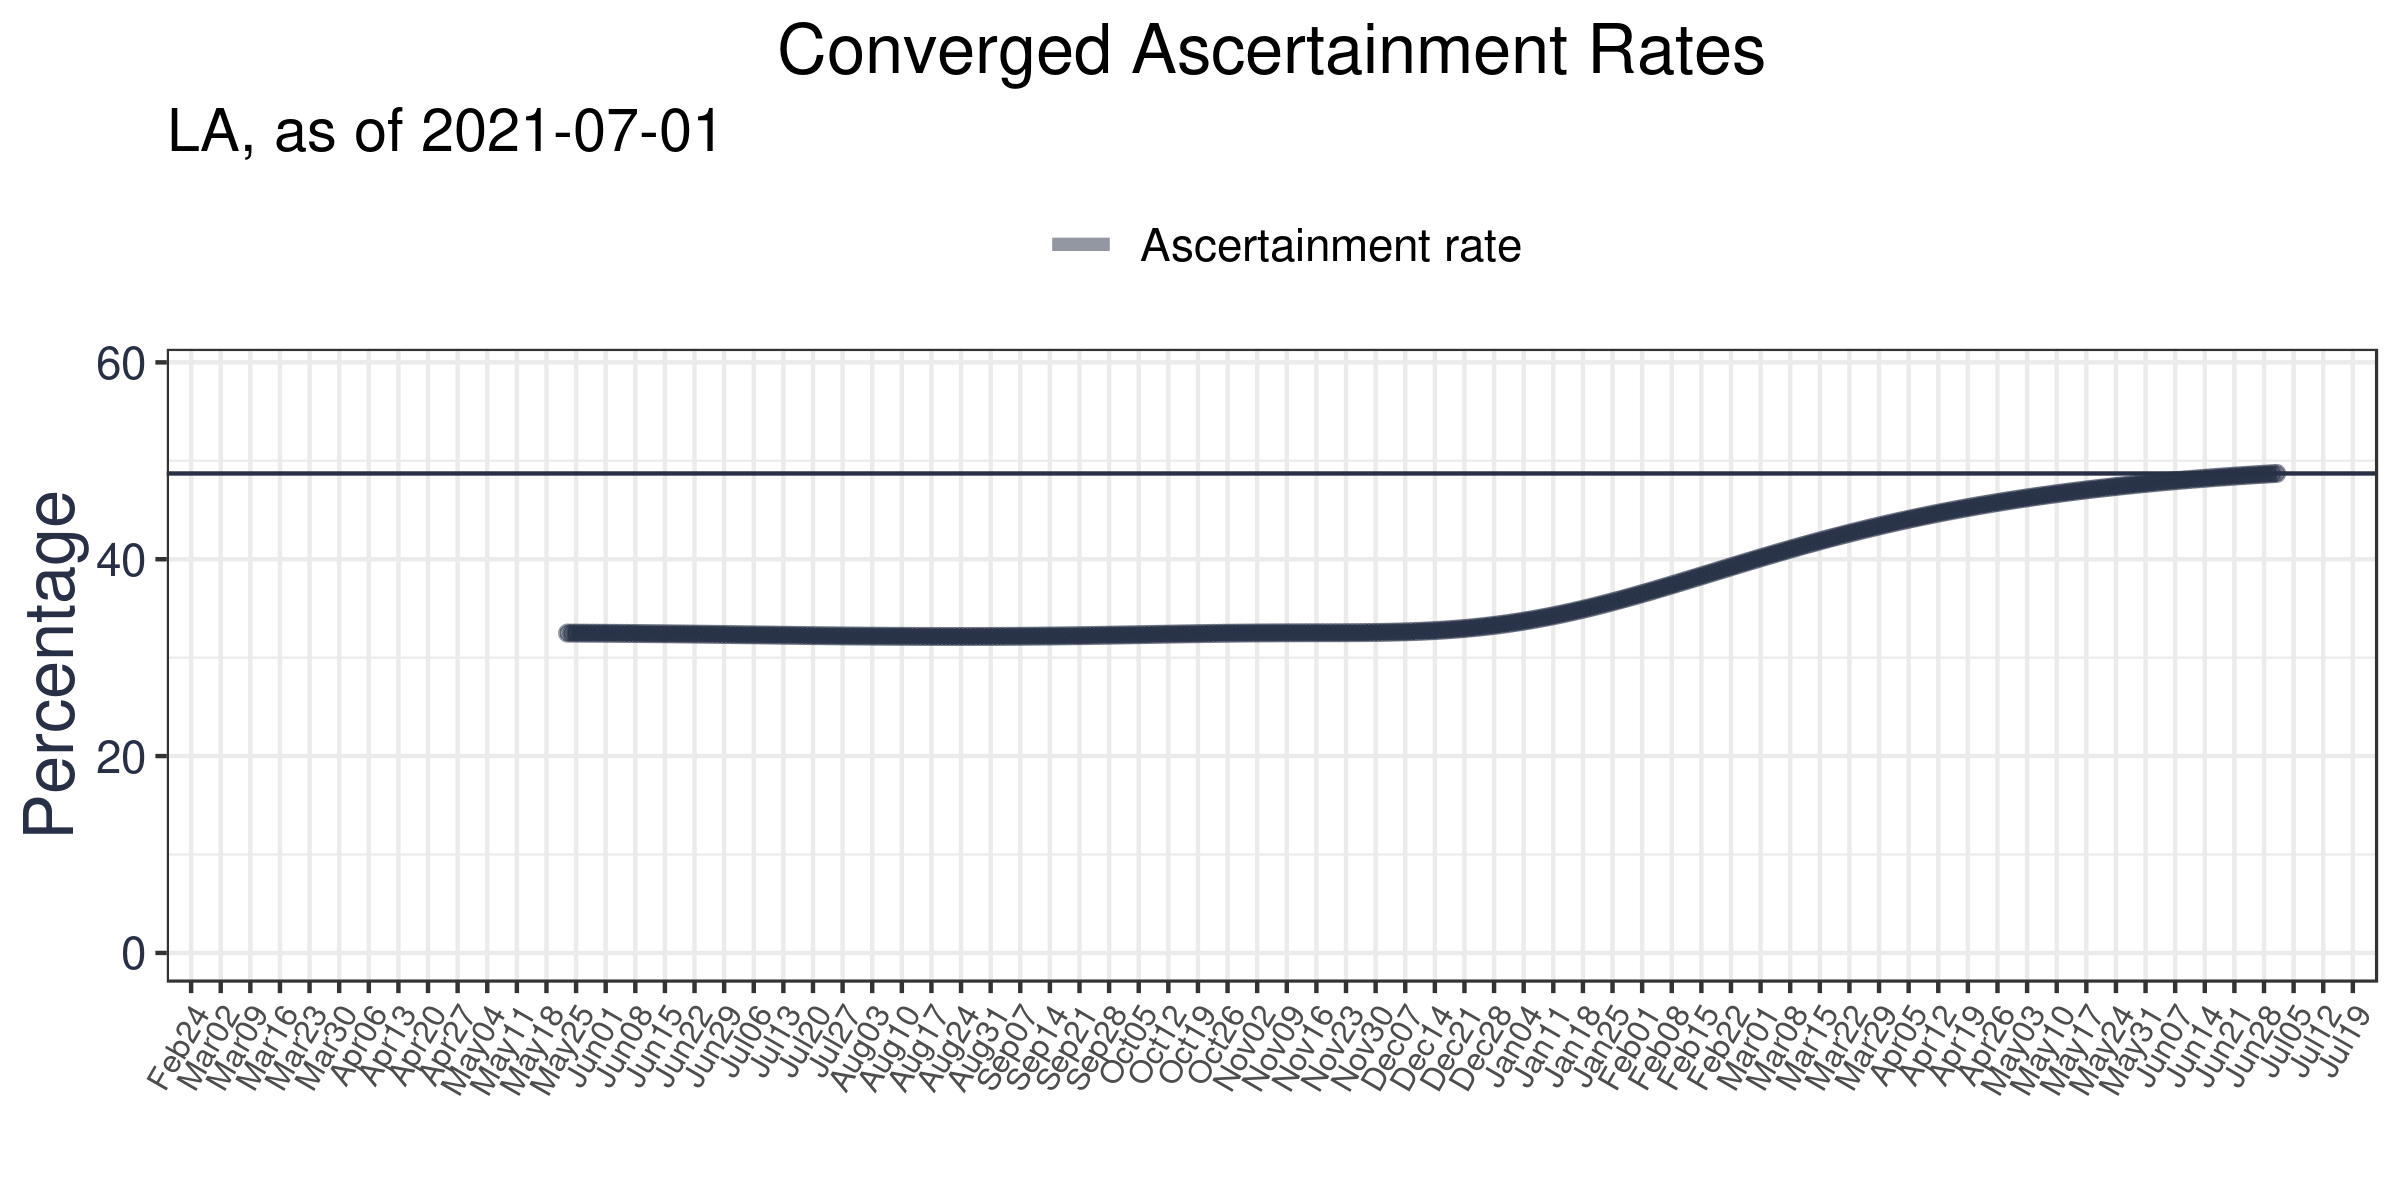 Converged Ascertainment Rates
LA, as of 2021-07-01
Ascertainment rate
Percentage
60
40
20
0
Feb24
Mar02
Mar09
Mar16
Mar23
Mar30
Apr06
Apr13
Apr20
Apr27
May04
May11
May18
May25
Jun01
Jun08
Jun15
Jun22
Jun29
Jul06
Jul13
Jul20
Jul27
Aug03
Aug10
Aug17
Aug24
Aug31
Sep07
Sep14
Sep21
Sep28
Oct05
Oct12
Oct19
Oct26
Nov02
Nov09
Nov16
Nov23
Nov30
Dec07
Dec14
Dec21
Dec28
Jan04
Jan11
Jan18
Jan25
Feb01
Feb08
Feb15
Feb22
Mar01
Mar08
Mar15
Mar22
Mar29
Apr05
Apr12
Apr19
Apr26
May03
May10
May17
May24
May31
Jun07
Jun14
Jun21
Jun28
Jul05
Jul12
Jul19